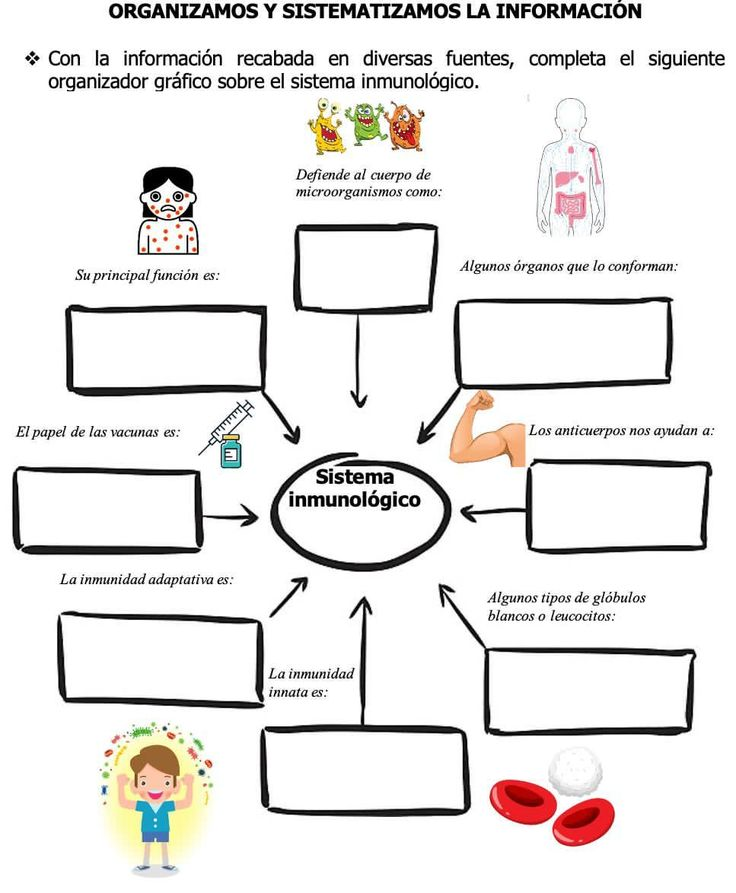 ORGANIZAMOS Y SISTEMATIZAMOS LA INFORMACIÓN
❖ Con la información recabada en diversas fuentes, completa el siguiente
organizador gráfico sobre el sistema inmunológico.
Defiende al cuerpo de
microorganismos como:
Su principal función es:
Algunos órganos que lo conforman:
El papel de las vacunas es:
Los anticuerpos nos ayudan a:
Sistema
inmunológico
La inmunidad adaptativa es:
Algunos tipos de glóbulos
blancos o leucocitos:
La inmunidad
innata es: